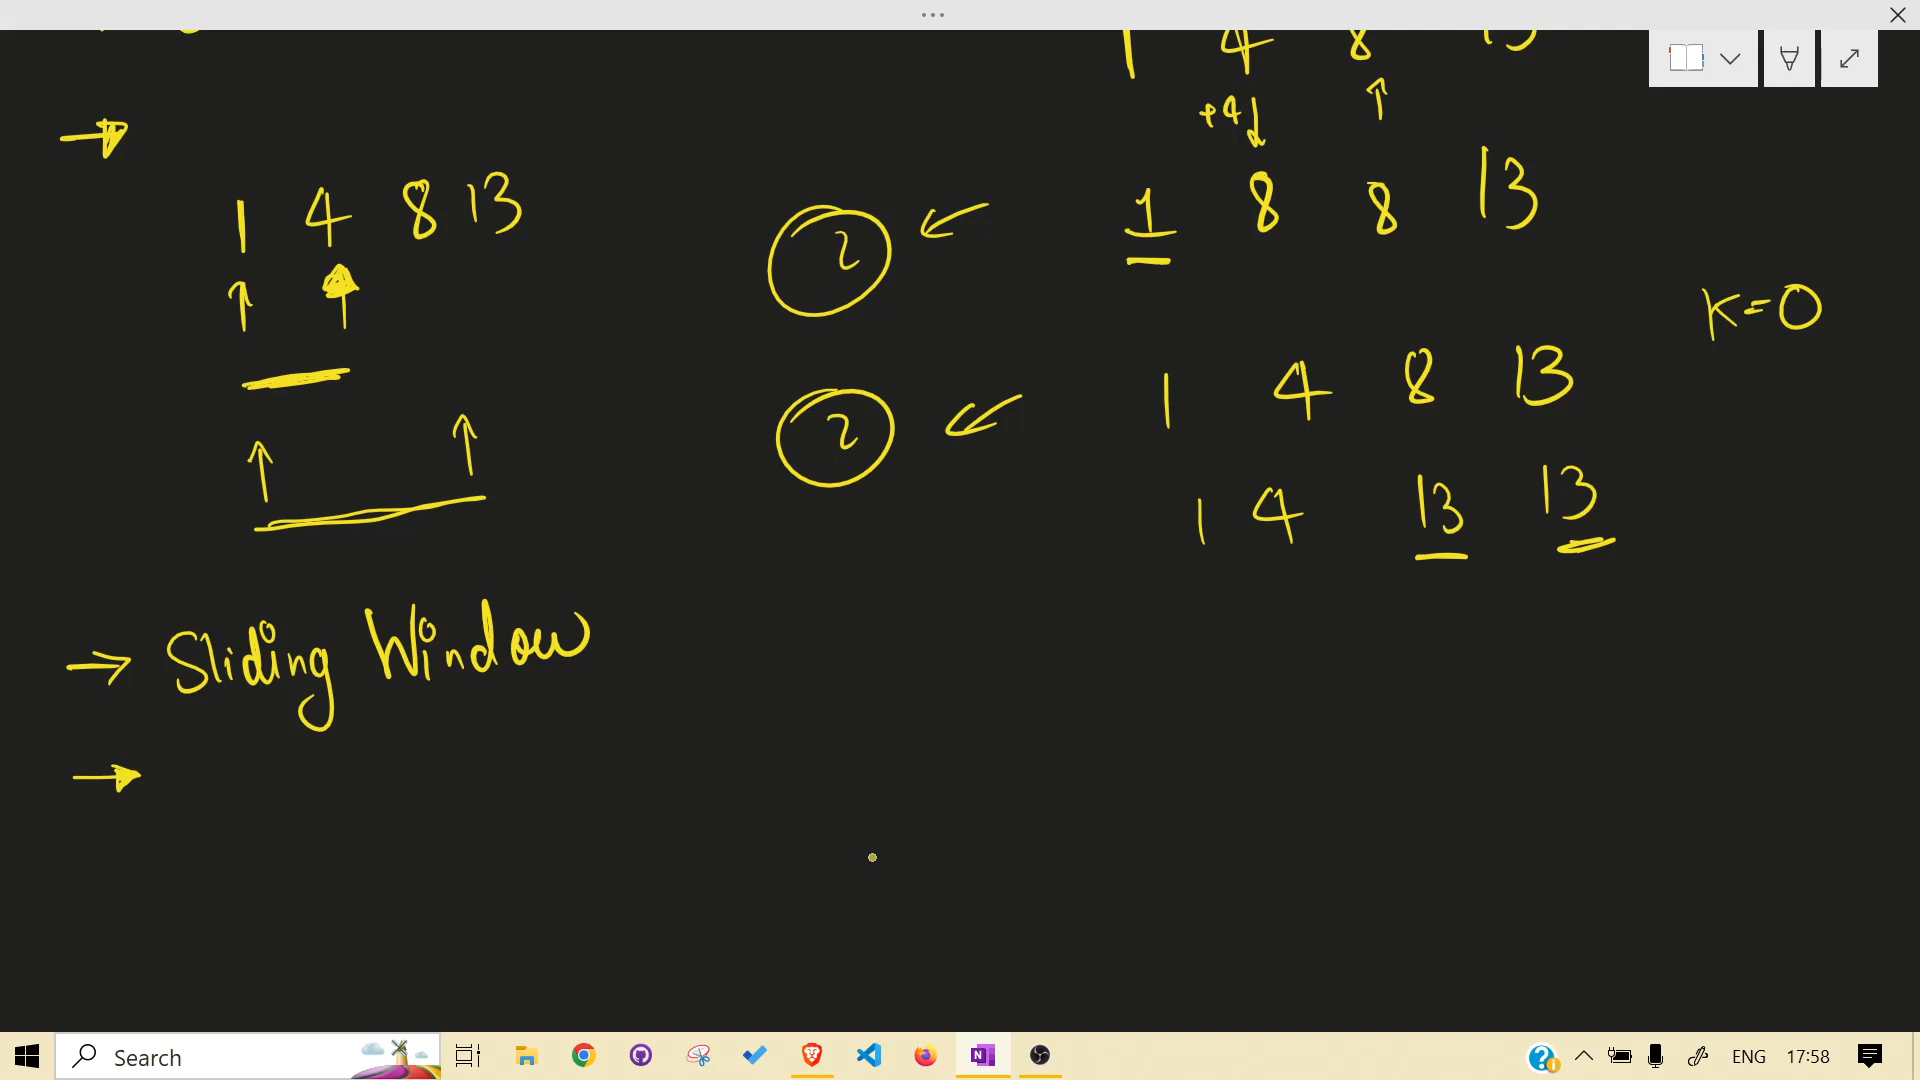 1 4 8 13
+4
1 4 8 13
2
1 8 8 13
K=0
2
1 4 8 13
1 4 13 13
→ Sliding Window
Search
ENG 17:58